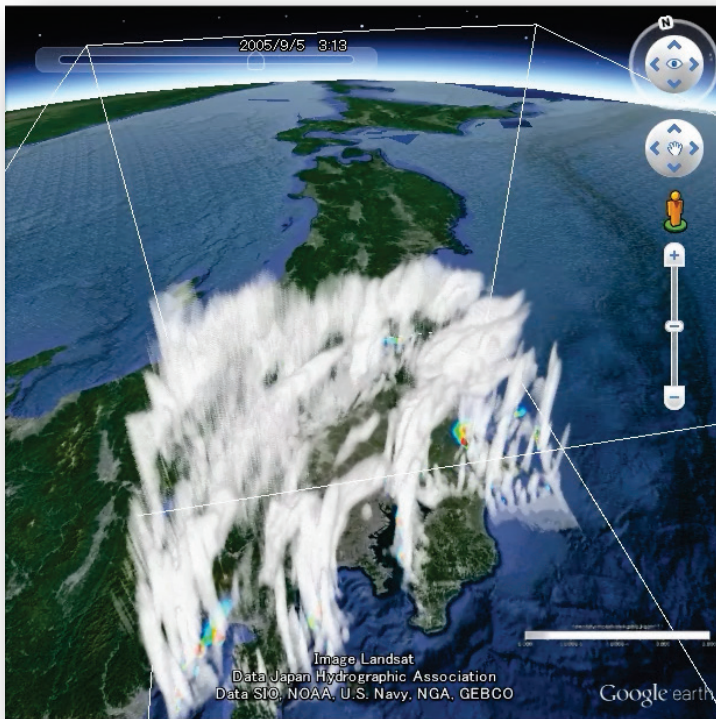 2005/9/5 3:13
N
Image Landsat
Data Japan Hydrographic Association
Data SIO, NOAA, U.S. Navy, NGA, GEBCO
Google earth